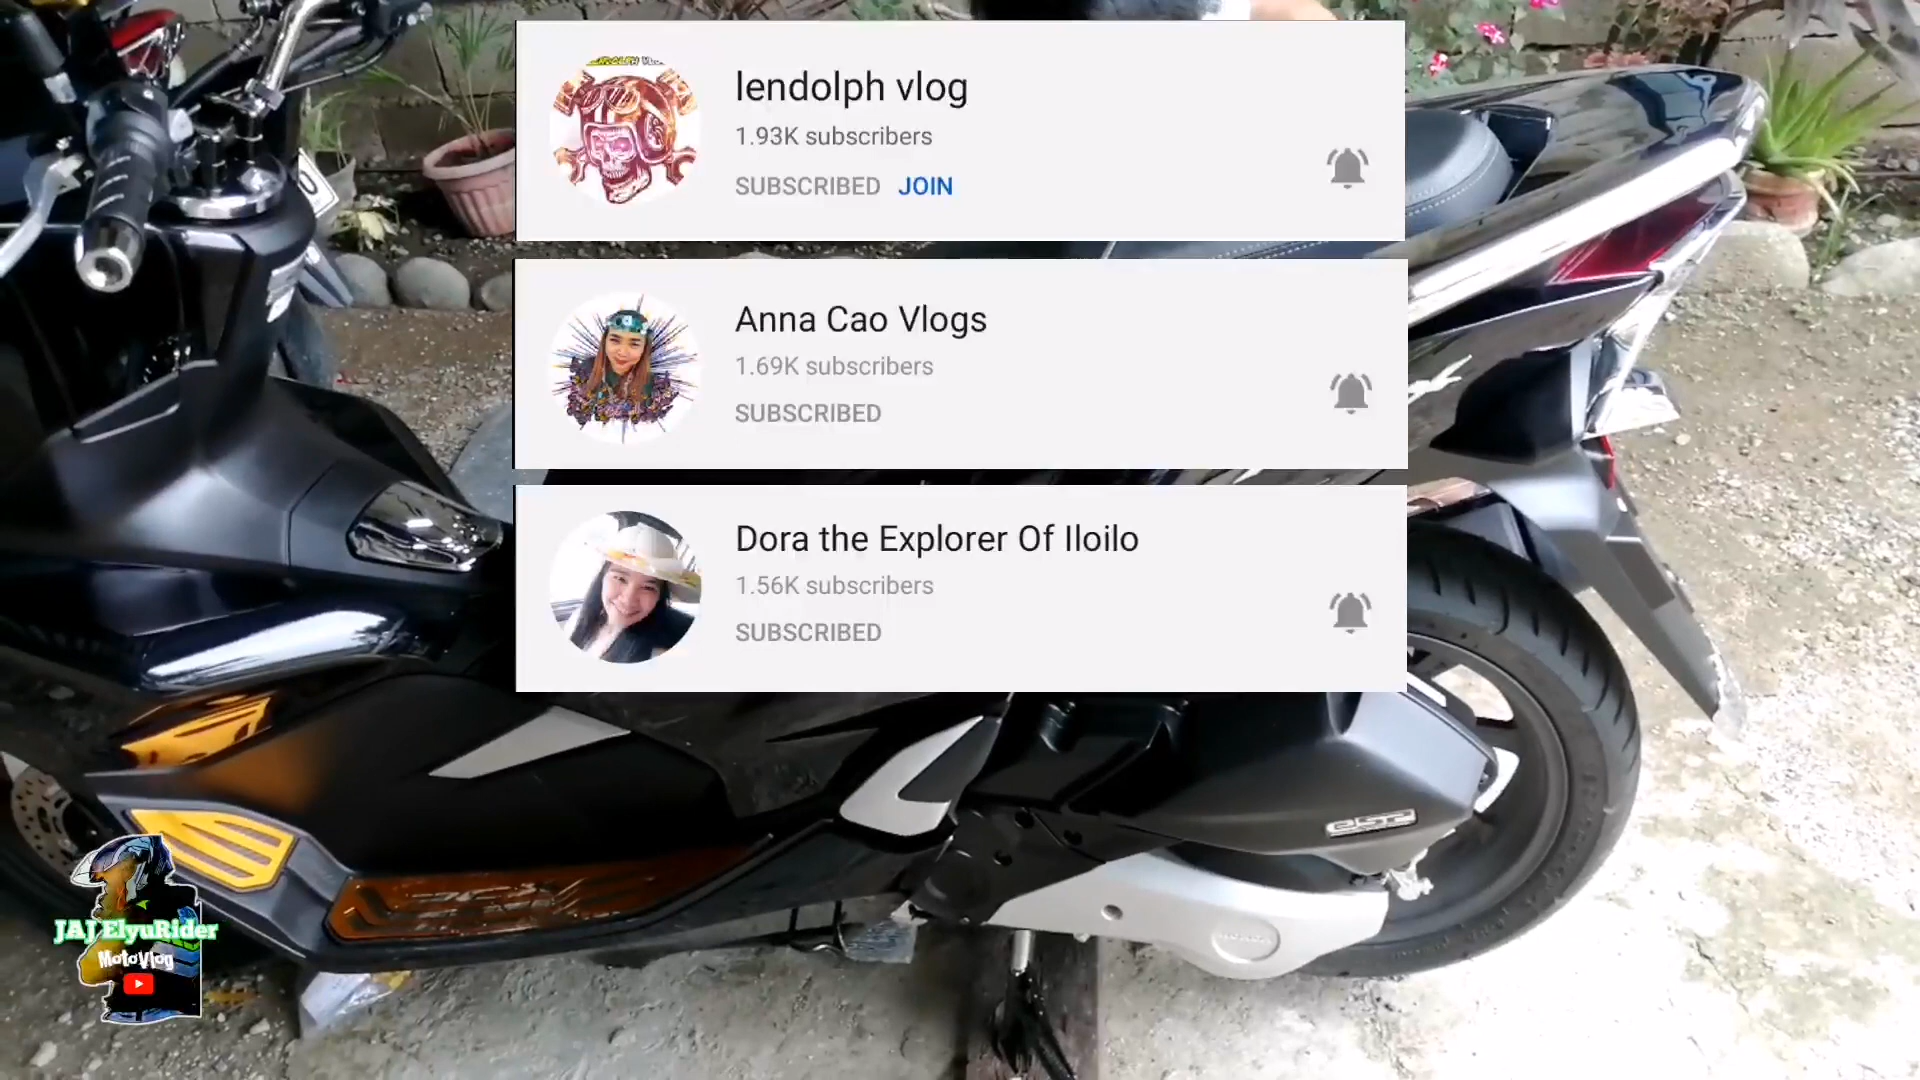 lendolph vlog
1.93K subscribers
SUBSCRIBED JOIN
Anna Cao Vlogs
1.69K subscribers
SUBSCRIBED
Dora the Explorer Of Iloilo
1.56K subscribers
SUBSCRIBED
JAJ ElyuRider
MotoVlog
HONDA